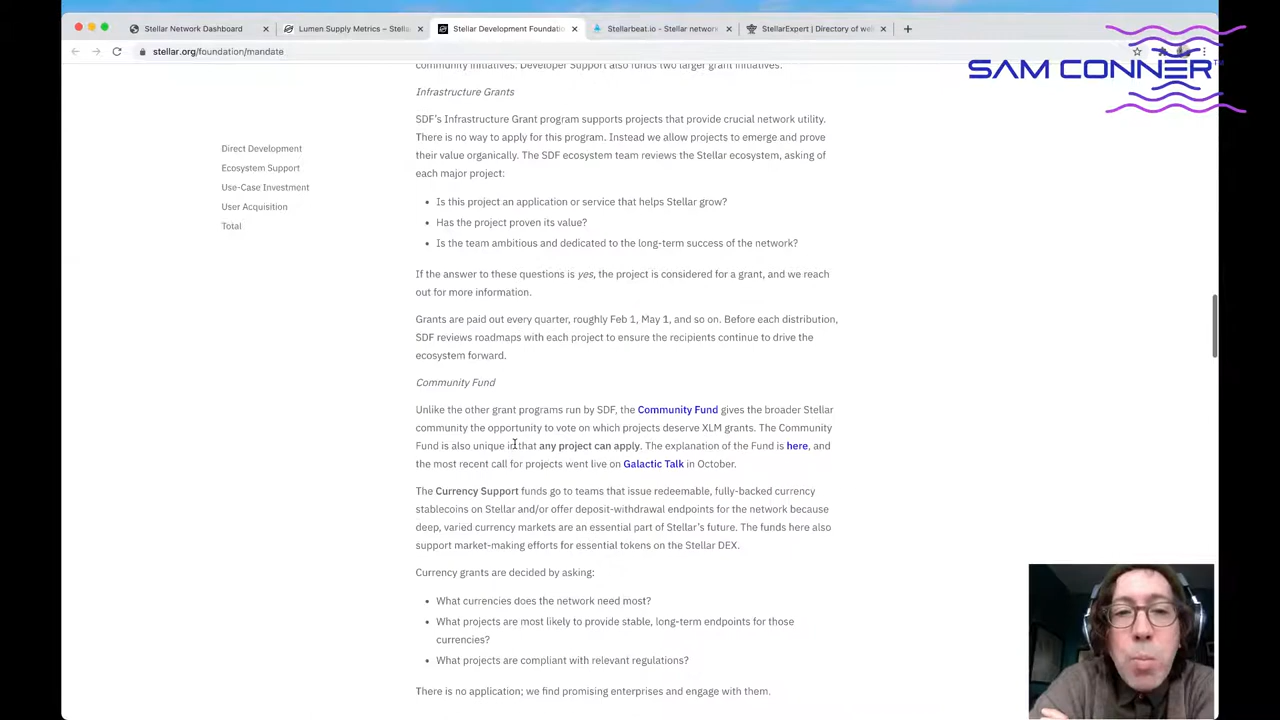 Stellar Network Dashboard
Lumen Supply Metrics – Stella
Stellar Development Foundatio
Stellarbeat.io - Stellar network
StellarExpert | Directory of wel
stellar.org/foundation/mandate
SAM CONNER
community initiatives. Developer Support also funds two larger grant initiatives:
Infrastructure Grants
SDF's Infrastructure Grant program supports projects that provide crucial network utility.
There is no way to apply for this program. Instead we allow projects to emerge and prove
their value organically. The SDF ecosystem team reviews the Stellar ecosystem, asking of
each major project:
Direct Development
Ecosystem Support
Use-Case Investment
User Acquisition
Total
• Is this project an application or service that helps Stellar grow?
• Has the project proven its value?
• Is the team ambitious and dedicated to the long-term success of the network?
If the answer to these questions is yes, the project is considered for a grant, and we reach
out for more information.
Grants are paid out every quarter, roughly Feb 1, May 1, and so on. Before each distribution,
SDF reviews roadmaps with each project to ensure the recipients continue to drive the
ecosystem forward.
Community Fund
Unlike the other grant programs run by SDF, the Community Fund gives the broader Stellar
community the opportunity to vote on which projects deserve XLM grants. The Community
Fund is also unique in that any project can apply. The explanation of the Fund is here, and
the most recent call for projects went live on Galactic Talk in October.
The Currency Support funds go to teams that issue redeemable, fully-backed currency
stablecoins on Stellar and/or offer deposit-withdrawal endpoints for the network because
deep, varied currency markets are an essential part of Stellar's future. The funds here also
support market-making efforts for essential tokens on the Stellar DEX.
Currency grants are decided by asking:
• What currencies does the network need most?
• What projects are most likely to provide stable, long-term endpoints for those
currencies?
• What projects are compliant with relevant regulations?
There is no application; we find promising enterprises and engage with them.